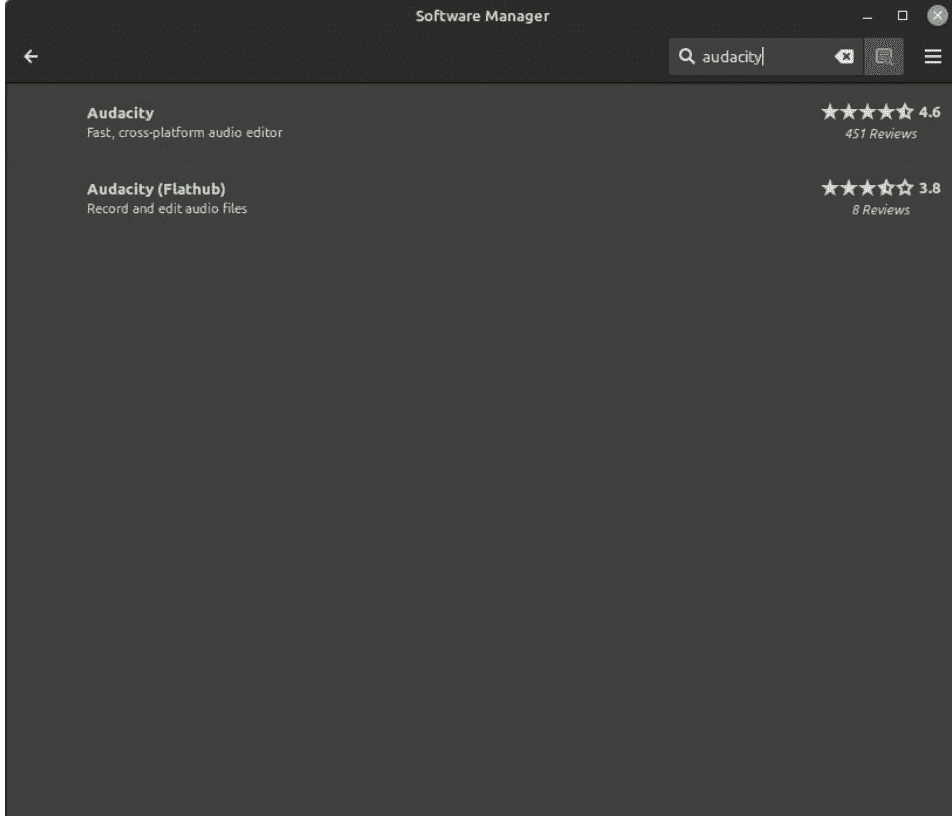 Software Manager
audacity
Audacity
Fast, cross-platform audio editor
4.6
451 Reviews
Audacity (Flathub)
Record and edit audio files
3.8
8 Reviews